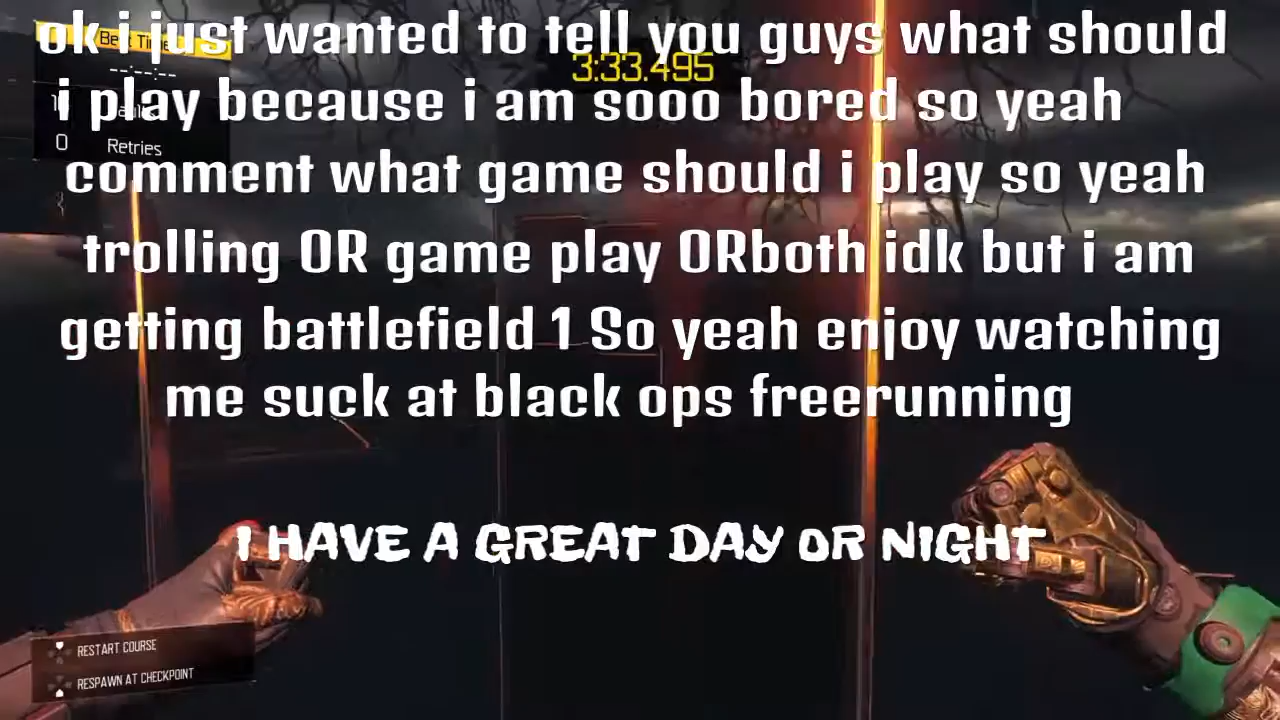 ok i just wanted to tell you guys what should
Best Time
3:33.495
i play because i am sooo bored so yeah
0 Retries
comment what game should i play so yeah
trolling OR game play ORboth idk but i am
getting battlefield 1 So yeah enjoy watching
me suck at black ops freerunning
I HAVE A GREAT DAY OR NIGHT
RESTART COURSE
RESPAWN AT CHECKPOINT